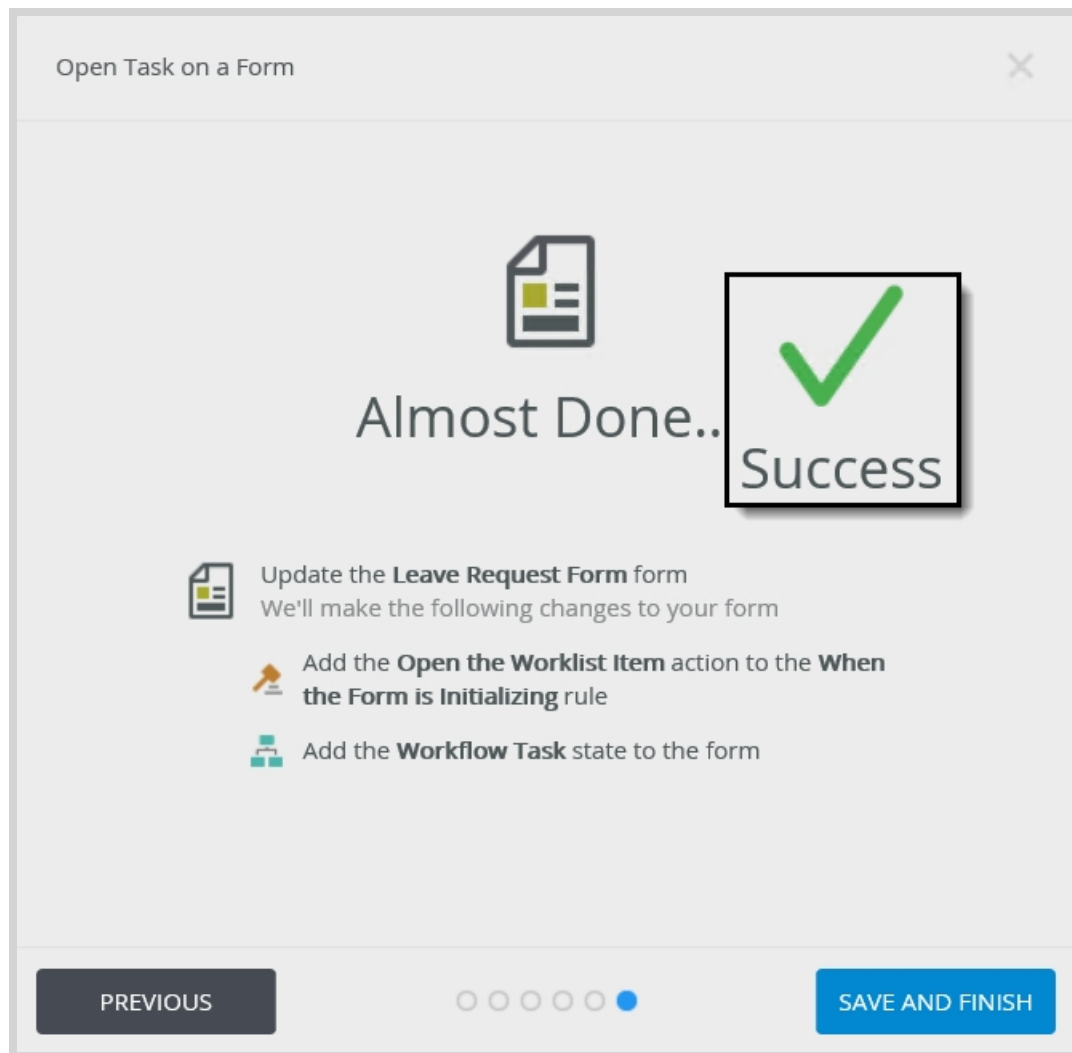 Open Task on a Form
Almost Done..
Success
Update the Leave Request Form form
We'll make the following changes to your form
Add the Open the Worklist Item action to the When
the Form is Initializing rule
Add the Workflow Task state to the form
PREVIOUS
SAVE AND FINISH